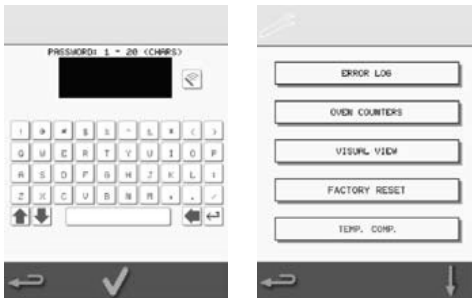 PASSWORD: 1 - 20 (CHARS)
Q W E R T Y U I O P
A S D F G H J K L :
Z X C V B N M , . /
ERROR LOG
OVEN COUNTERS
VISUAL VIEW
FACTORY RESET
TEMP. COMP.